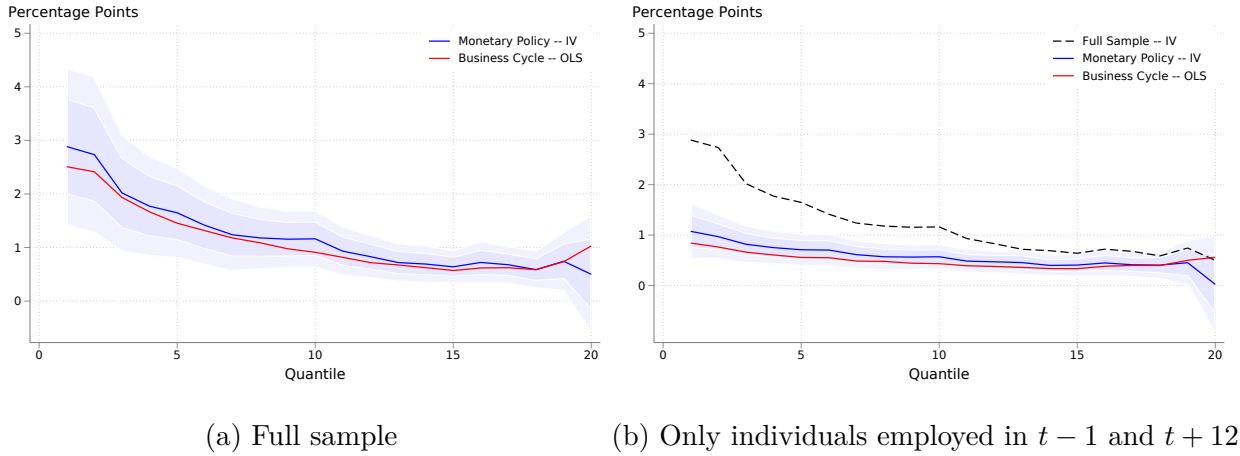 Percentage Points
5
4
3
2
1
0
Monetary Policy -- IV
Business Cycle -- OLS
0 5 10 15 20
Quantile
(a) Full sample
Percentage Points
5
4
3
2
1
0
Full Sample -- IV
Monetary Policy -- IV
Business Cycle -- OLS
0 5 10 15 20
Quantile
(b) Only individuals employed in t − 1 and t + 12